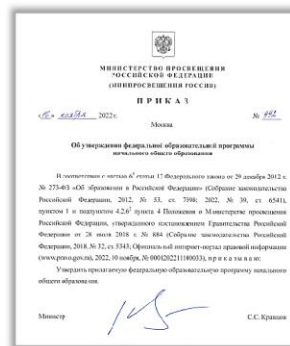 МИНИСТЕРСТВО ПРОСВЕЩЕНИЯ
РОССИЙСКОЙ ФЕДЕРАЦИИ
(МИНПРОСВЕЩЕНИЯ РОССИИ)
ПРИКАЗ
«16» ноября 2022г. № 992
Москва
Об утверждении федеральной образовательной программы
начального общего образования
В соответствии с частью 6⁵ статьи 12 Федерального закона от 29 декабря 2012 г.
№ 273-ФЗ «Об образовании в Российской Федерации» (Собрание законодательства
Российской Федерации, 2012, № 53, ст. 7598; 2022, № 39, ст. 6541),
пунктом 1 и подпунктом 4.2.6² пункта 4 Положения о Министерстве просвещения
Российской Федерации, утвержденного постановлением Правительства Российской
Федерации от 28 июля 2018 г. № 884 (Собрание законодательства Российской
Федерации, 2018, № 32, ст. 5343; Официальный интернет-портал правовой информации
(www.pravo.gov.ru), 2022, 10 ноября, № 0001202211100033), приказываю:
Утвердить прилагаемую федеральную образовательную программу начального
общего образования.
Министр С.С. Кравцов